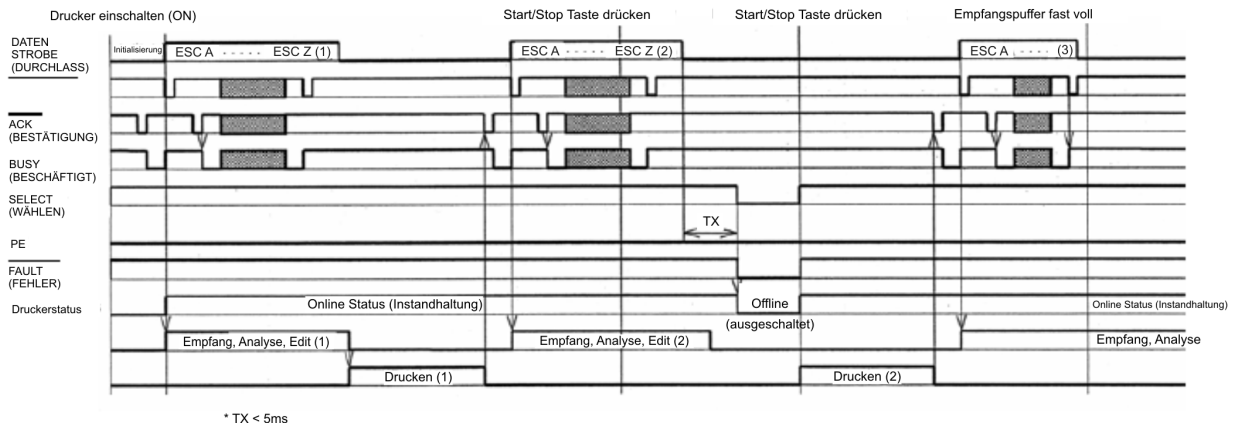 Drucker einschalten (ON)
Start/Stop Taste drücken
Start/Stop Taste drücken
Empfangspuffer fast voll
DATEN
STROBE
(DURCHLASS)
Initialisierung
ESC A ······ ESC Z (1)
ESC A ······ ESC Z (2)
ESC A ······ (3)
ACK
(BESTÄTIGUNG)
BUSY
(BESCHÄFTIGT)
SELECT
(WÄHLEN)
TX
PE
FAULT
(FEHLER)
Druckerstatus
Online Status (Instandhaltung)
Offline
(ausgeschaltet)
Online Status (Instandhaltung)
Empfang, Analyse, Edit (1)
Empfang, Analyse, Edit (2)
Empfang, Analyse
Drucken (1)
Drucken (2)
* TX < 5ms